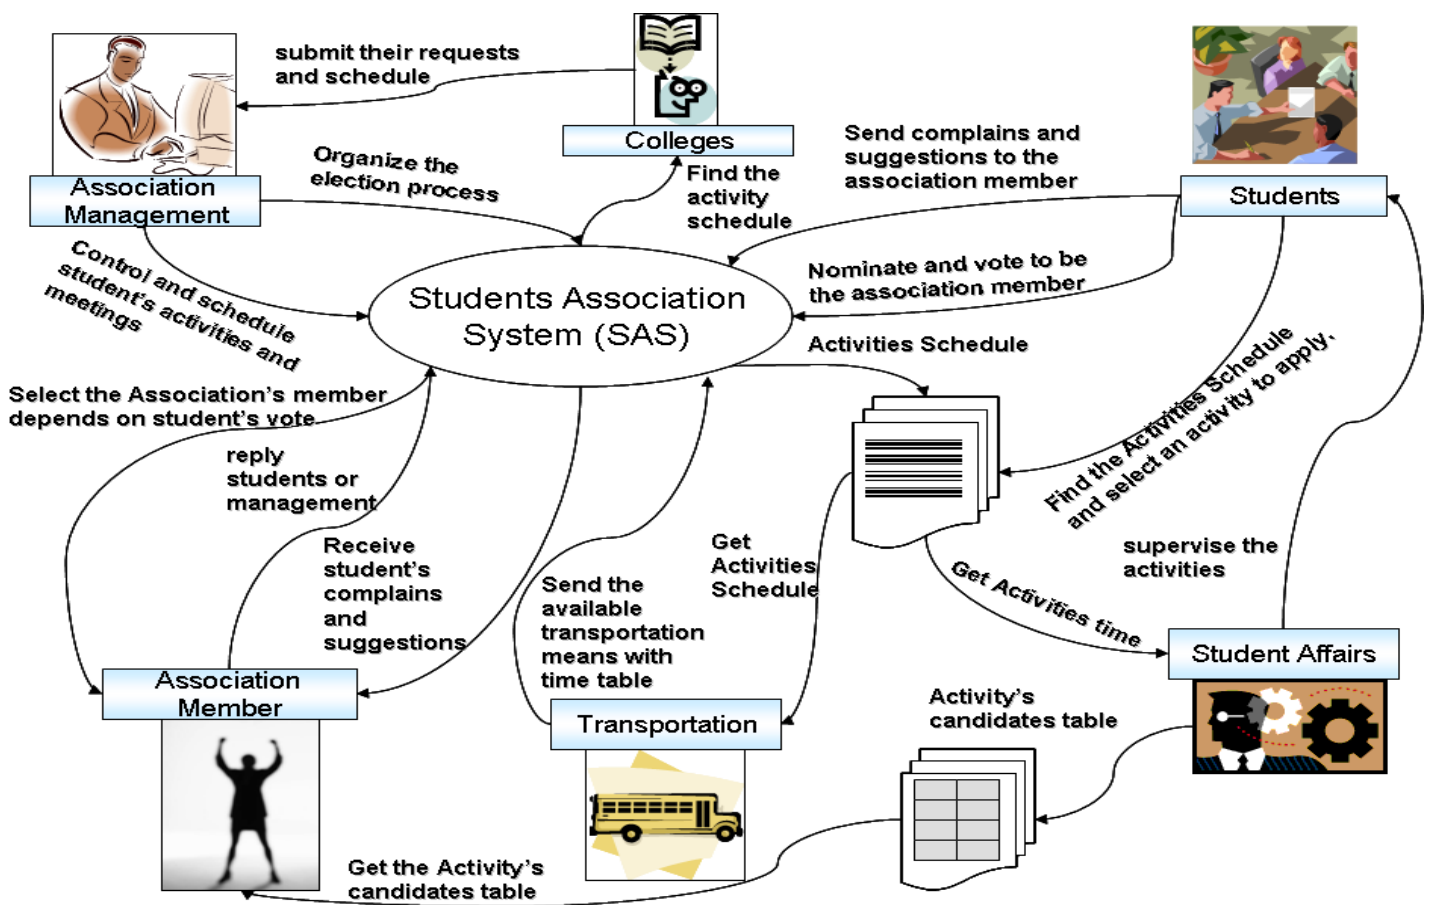 submit their requests
and schedule
Colleges
Association
Management
Organize the
election process
Find the
activity
schedule
Send complains and
suggestions to the
association member
Students
Control and schedule
student's activities and
meetings
Students Association
System (SAS)
Nominate and vote to be
the association member
Activities Schedule
Select the Association's member
depends on student's vote
reply
students or
management
Find the Activities Schedule
and select an activity to apply,
Receive
student's
complains
and
suggestions
Send the
available
transportation
means with
time table
Get
Activities
Schedule
Get Activities time
supervise the
activities
Student Affairs
Association
Member
Transportation
Activity's
candidates table
Get the Activity's
candidates table